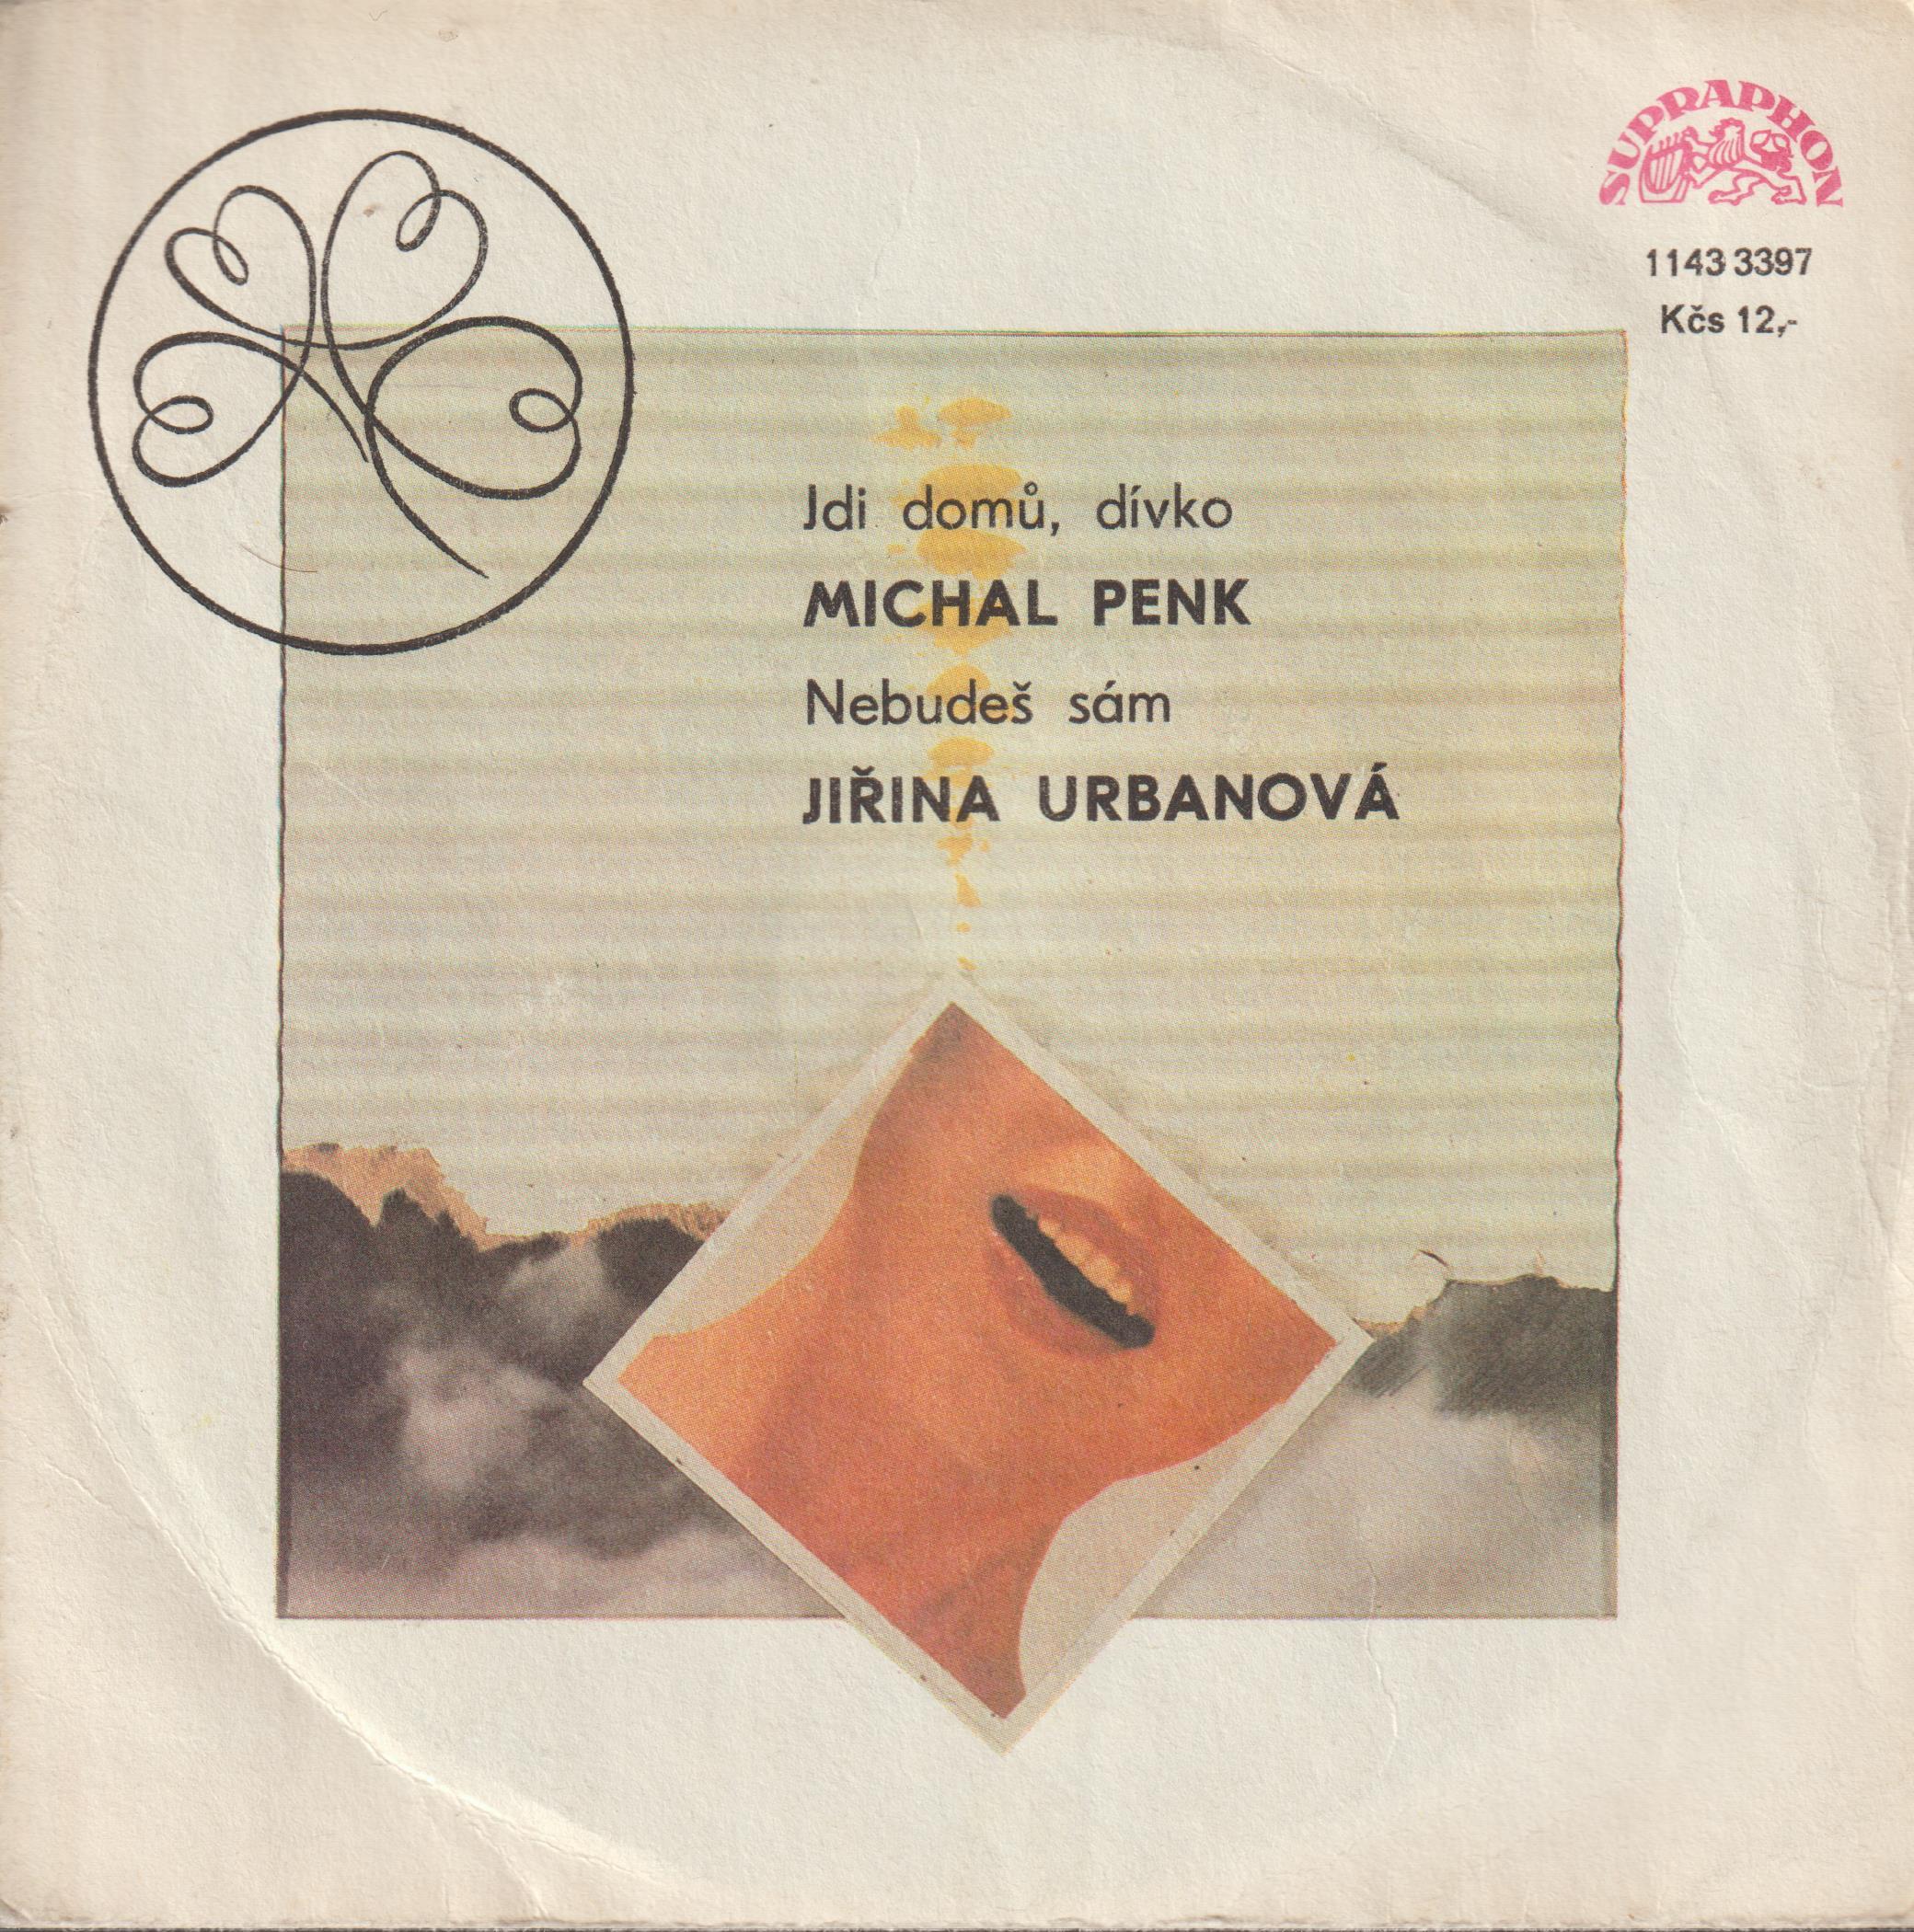 SUPRAPHON
1143 3397
Kčs 12,-
Jdi domů, dívko
MICHAL PENK
Nebudeš sám
JIŘINA URBANOVÁ